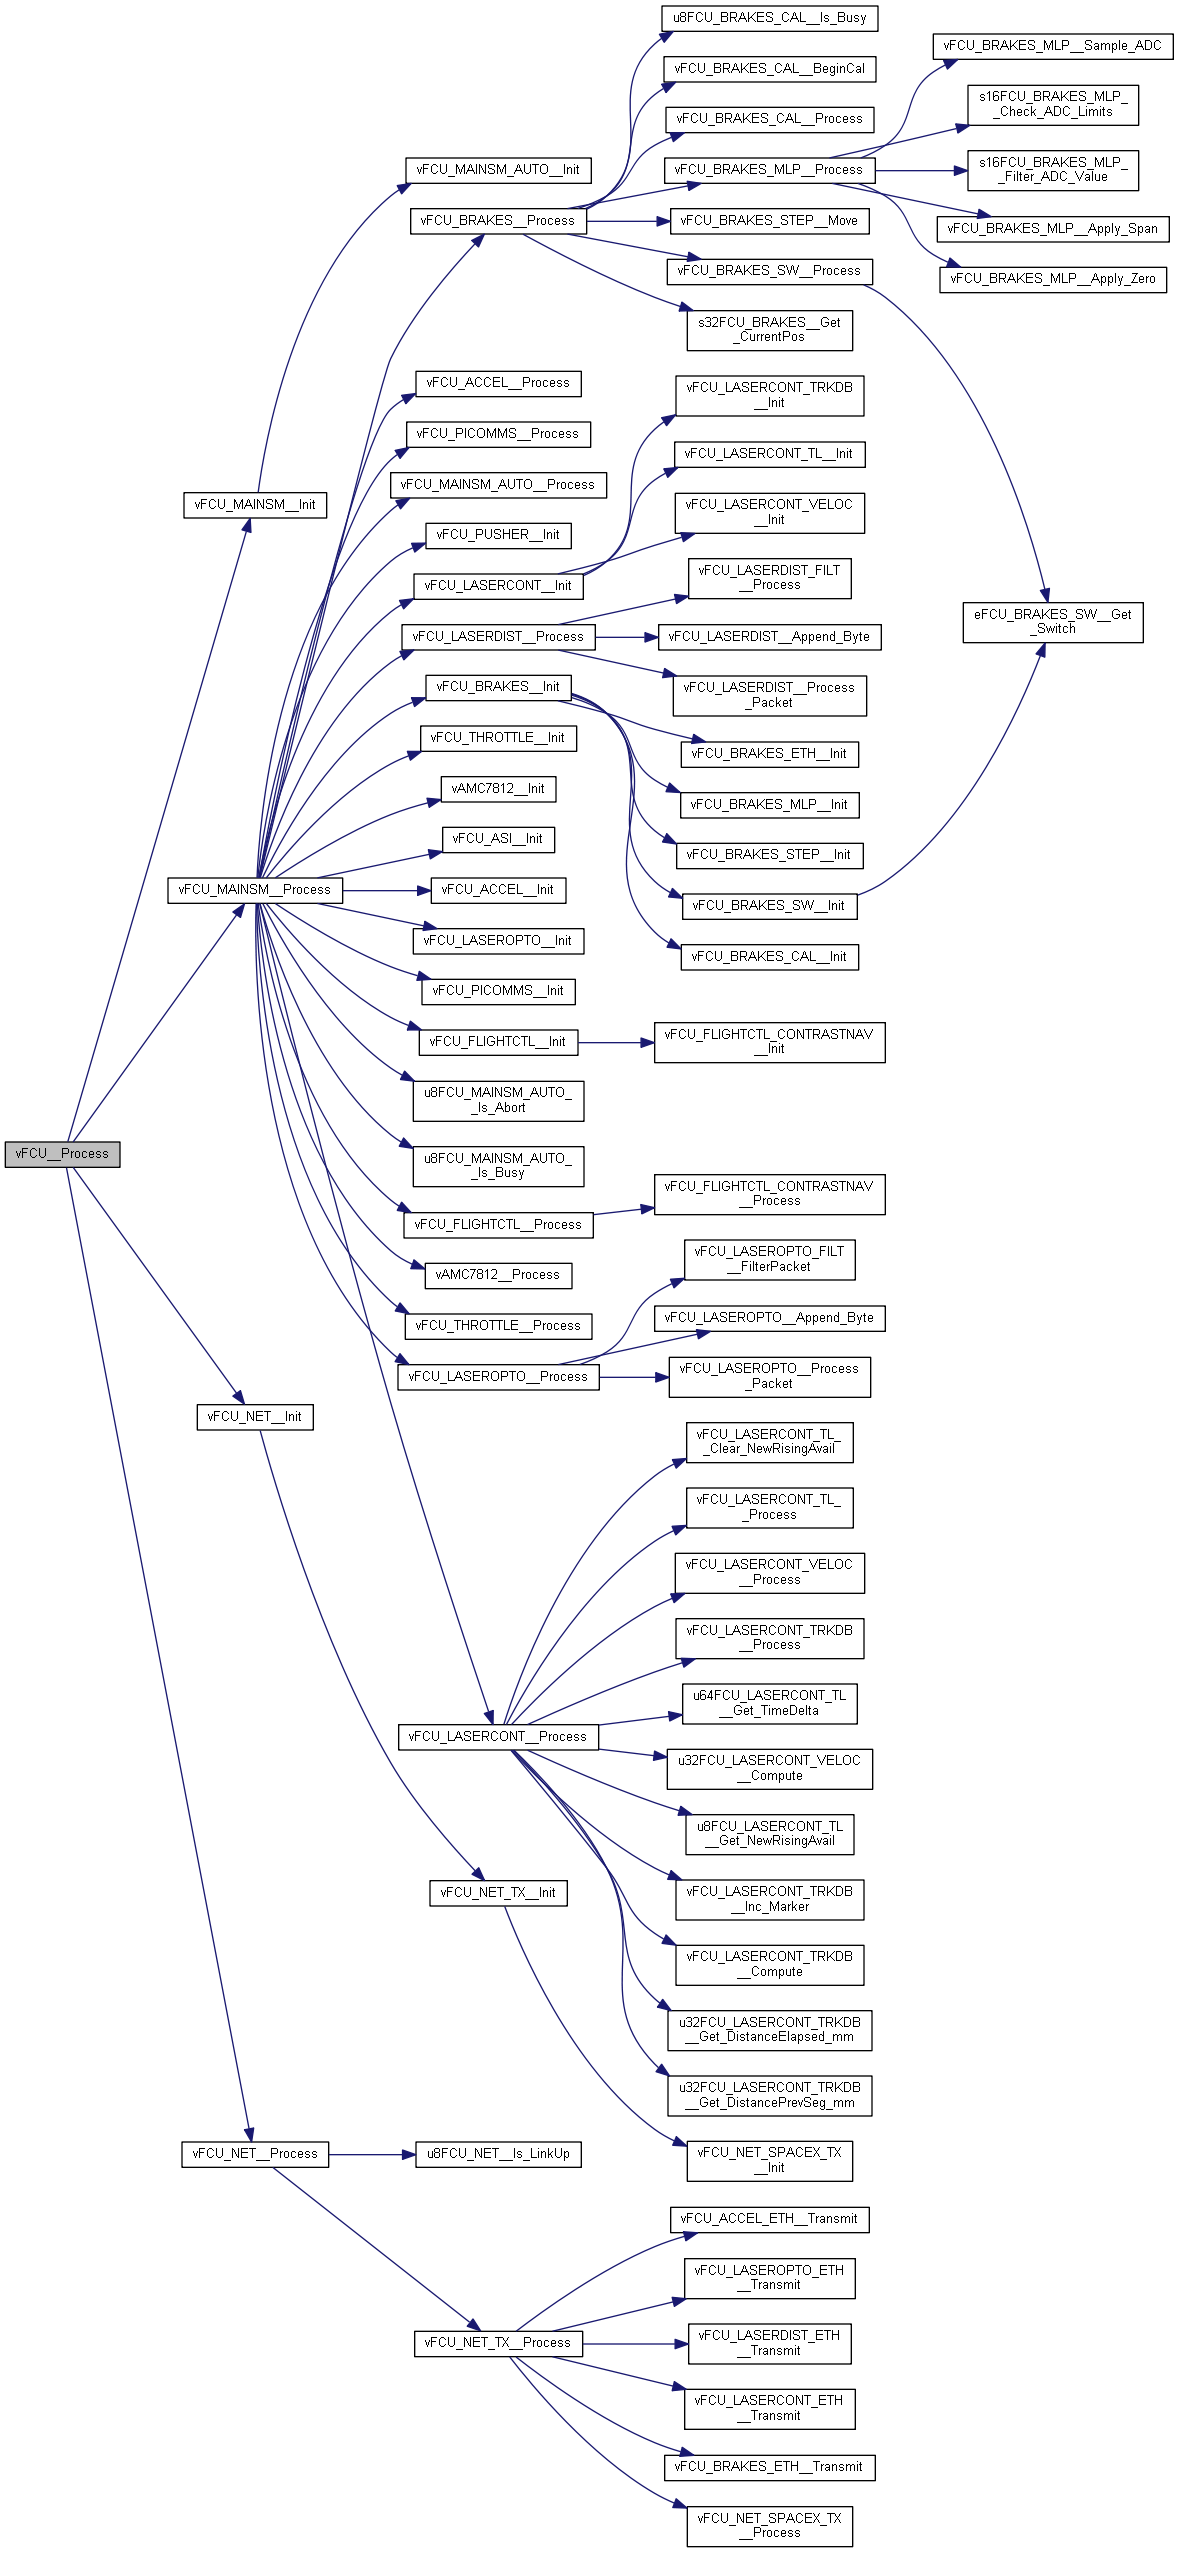 u8FCU_BRAKES_CAL__Is_Busy
vFCU_BRAKES_MLP__Sample_ADC
vFCU_BRAKES_CAL__BeginCal
s16FCU_BRAKES_MLP_
_Check_ADC_Limits
vFCU_BRAKES_CAL__Process
vFCU_MAINSM_AUTO__Init
vFCU_BRAKES_MLP__Process
s16FCU_BRAKES_MLP_
_Filter_ADC_Value
vFCU_BRAKES__Process
vFCU_BRAKES_STEP__Move
vFCU_BRAKES_MLP__Apply_Span
vFCU_BRAKES_SW__Process
vFCU_BRAKES_MLP__Apply_Zero
s32FCU_BRAKES__Get
_CurrentPos
vFCU_ACCEL__Process
vFCU_LASERCONT_TRKDB
__Init
vFCU_PICOMMS__Process
vFCU_LASERCONT_TL__Init
vFCU_MAINSM_AUTO__Process
vFCU_MAINSM__Init
vFCU_LASERCONT_VELOC
__Init
vFCU_PUSHER__Init
vFCU_LASERCONT__Init
vFCU_LASERDIST_FILT
__Process
eFCU_BRAKES_SW__Get
_Switch
vFCU_LASERDIST__Process
vFCU_LASERDIST__Append_Byte
vFCU_BRAKES__Init
vFCU_LASERDIST__Process
_Packet
vFCU_THROTTLE__Init
vFCU_BRAKES_ETH__Init
vAMC7812__Init
vFCU_BRAKES_MLP__Init
vFCU_ASI__Init
vFCU_BRAKES_STEP__Init
vFCU_MAINSM__Process
vFCU_ACCEL__Init
vFCU_BRAKES_SW__Init
vFCU_LASEROPTO__Init
vFCU_BRAKES_CAL__Init
vFCU_PICOMMS__Init
vFCU_FLIGHTCTL__Init
vFCU_FLIGHTCTL_CONTRASTNAV
__Init
u8FCU_MAINSM_AUTO_
_Is_Abort
vFCU__Process
u8FCU_MAINSM_AUTO_
_Is_Busy
vFCU_FLIGHTCTL_CONTRASTNAV
__Process
vFCU_FLIGHTCTL__Process
vFCU_LASEROPTO_FILT
__FilterPacket
vAMC7812__Process
vFCU_LASEROPTO__Append_Byte
vFCU_THROTTLE__Process
vFCU_LASEROPTO__Process
vFCU_LASEROPTO__Process
_Packet
vFCU_NET__Init
vFCU_LASERCONT_TL_
_Clear_NewRisingAvail
vFCU_LASERCONT_TL_
_Process
vFCU_LASERCONT_VELOC
__Process
vFCU_LASERCONT_TRKDB
__Process
u64FCU_LASERCONT_TL
__Get_TimeDelta
vFCU_LASERCONT__Process
u32FCU_LASERCONT_VELOC
__Compute
u8FCU_LASERCONT_TL
__Get_NewRisingAvail
vFCU_NET_TX__Init
vFCU_LASERCONT_TRKDB
__Inc_Marker
vFCU_LASERCONT_TRKDB
__Compute
u32FCU_LASERCONT_TRKDB
__Get_DistanceElapsed_mm
u32FCU_LASERCONT_TRKDB
__Get_DistancePrevSeg_mm
vFCU_NET__Process
u8FCU_NET__Is_LinkUp
vFCU_NET_SPACEX_TX
__Init
vFCU_ACCEL_ETH__Transmit
vFCU_LASEROPTO_ETH
__Transmit
vFCU_NET_TX__Process
vFCU_LASERDIST_ETH
__Transmit
vFCU_LASERCONT_ETH
__Transmit
vFCU_BRAKES_ETH__Transmit
vFCU_NET_SPACEX_TX
__Process